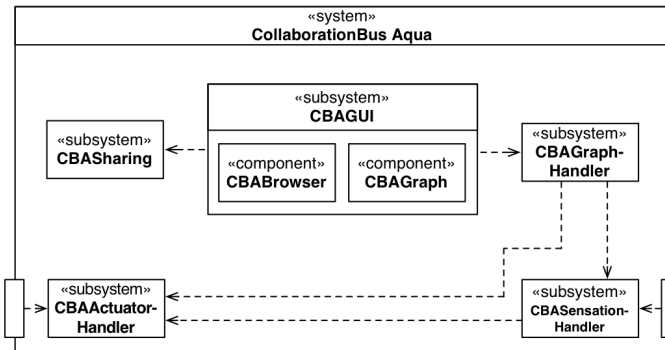 «system»
CollaborationBus Aqua
«subsystem»
CBAGUI
«subsystem»
CBASharing
«component»
CBABrowser
«component»
CBAGraph
«subsystem»
CBAGraph-
Handler
«subsystem»
CBAActuator-
Handler
«subsystem»
CBASensation-
Handler